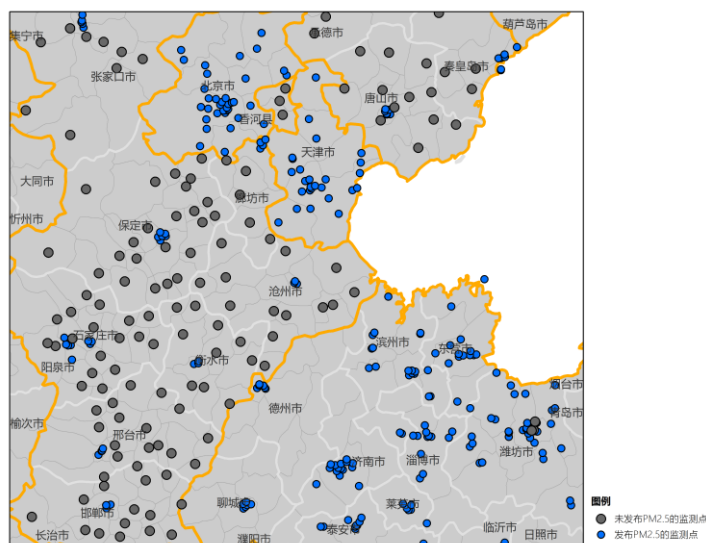 葫芦岛市
集宁市
承德市
张家口市
秦皇岛市
北京市
唐山市
香河县
天津市
大同市
廊坊市
忻州市
保定市
沧州市
石家庄市
滨州市
东营市
阳泉市
衡水市
烟台市
德州市
青岛市
榆次市
邢台市
潍坊市
济南市
淄博市
聊城市
莱芜市
邯郸市
图例
未发布PM2.5的监测点
临沂市
泰安市
长治市
日照市
发布PM2.5的监测点
濮阳市